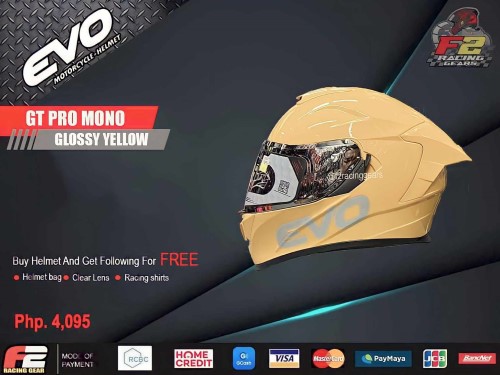 EVO
MOTORCYCLE-HELMET
F2
RACING
GEARS
GT PRO MONO
GLOSSY YELLOW
@f2racinggears
EVO
Buy Helmet And Get Following For FREE
• Helmet bag • Clear Lens • Racing shirts
Php. 4,095
F2
RACING GEAR
MODE OF
PAYMENT
RCBC
HOME
CREDIT
GCash
VISA
MasterCard
PayMaya
JCB
BancNet